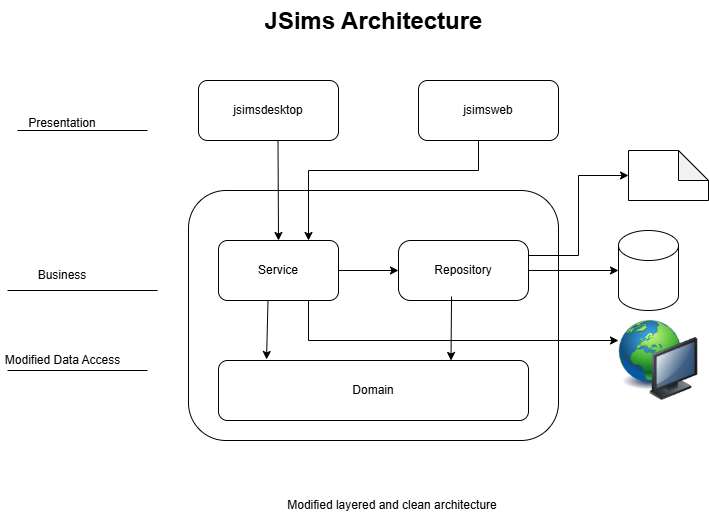 JSims Architecture
jsimsdesktop
jsimsweb
Presentation
Service
Repository
Business
Modified Data Access
Domain
Modified layered and clean architecture